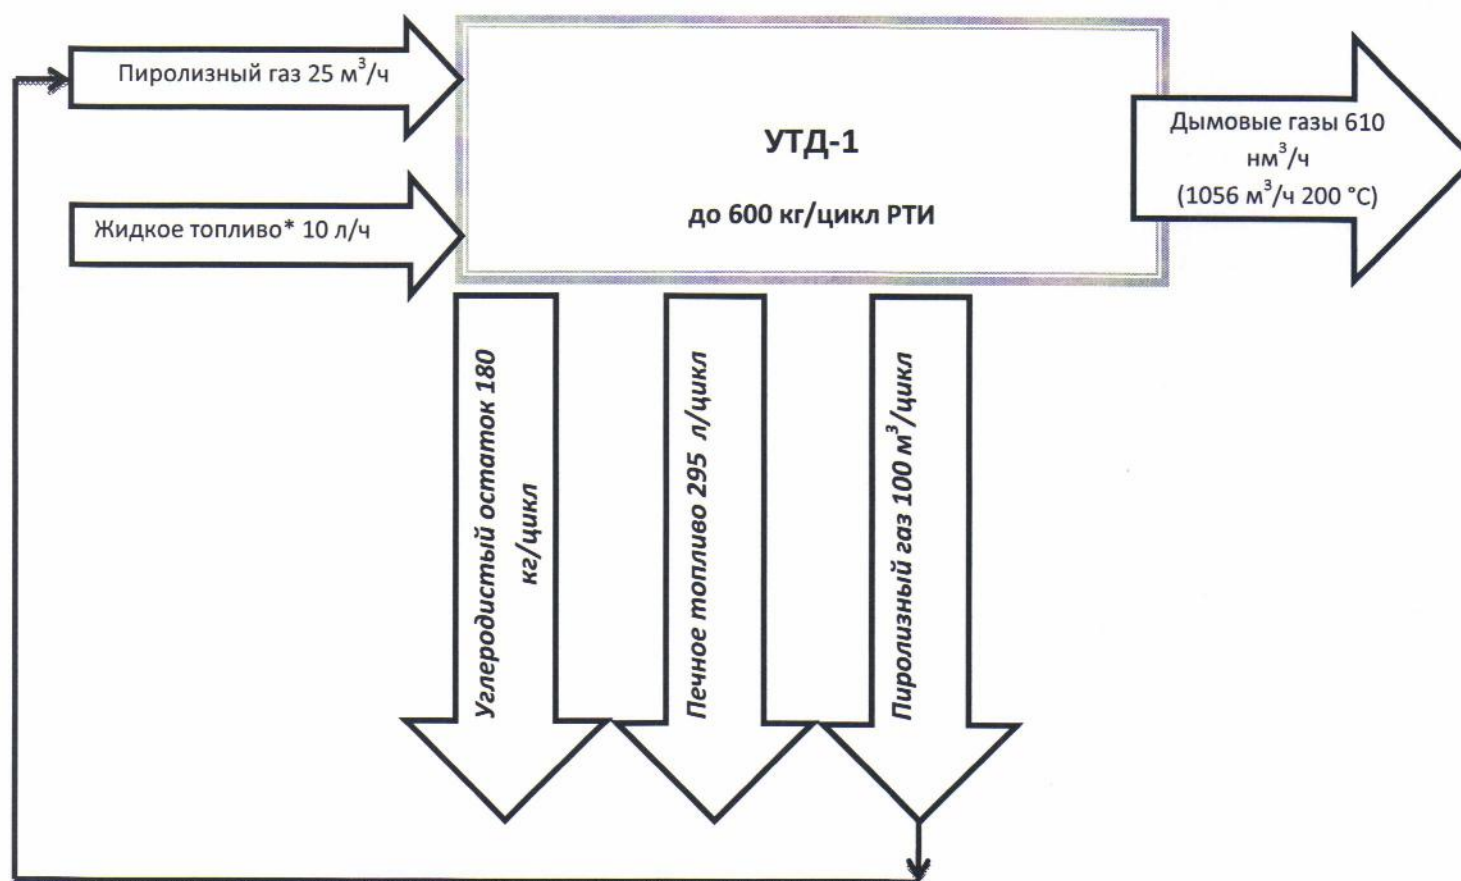 Пиролизный газ 25 м³/ч
Жидкое топливо* 10 л/ч
УТД-1
до 600 кг/цикл РТИ
Дымовые газы 610
нм³/ч
(1056 м³/ч 200 °С)
Углеродистый остаток 180
кг/цикл
Печное топливо 295 л/цикл
Пиролизный газ 100 м³/цикл